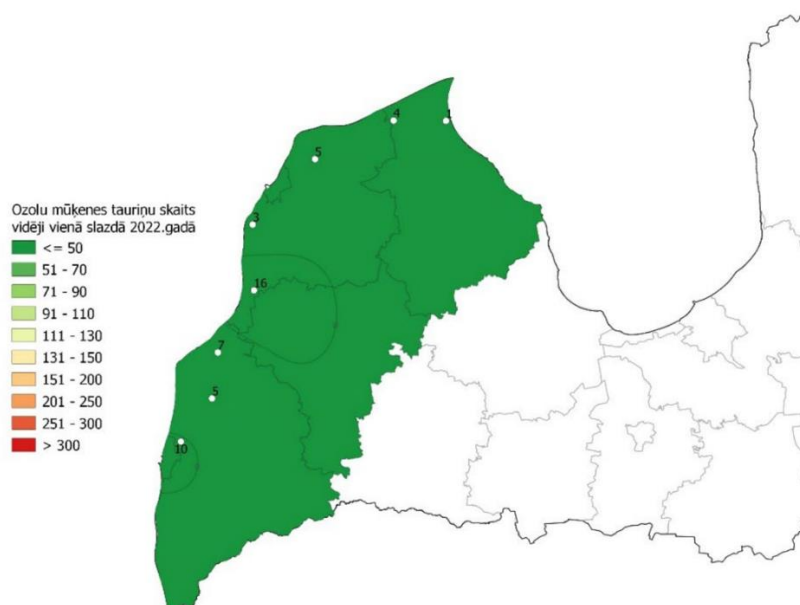 4
1
5
3
16
7
5
10
Ozolu mūķenes tauriņu skaits
vidēji vienā slazdā 2022.gadā
<= 50
51 - 70
71 - 90
91 - 110
111 - 130
131 - 150
151 - 200
201 - 250
251 - 300
> 300